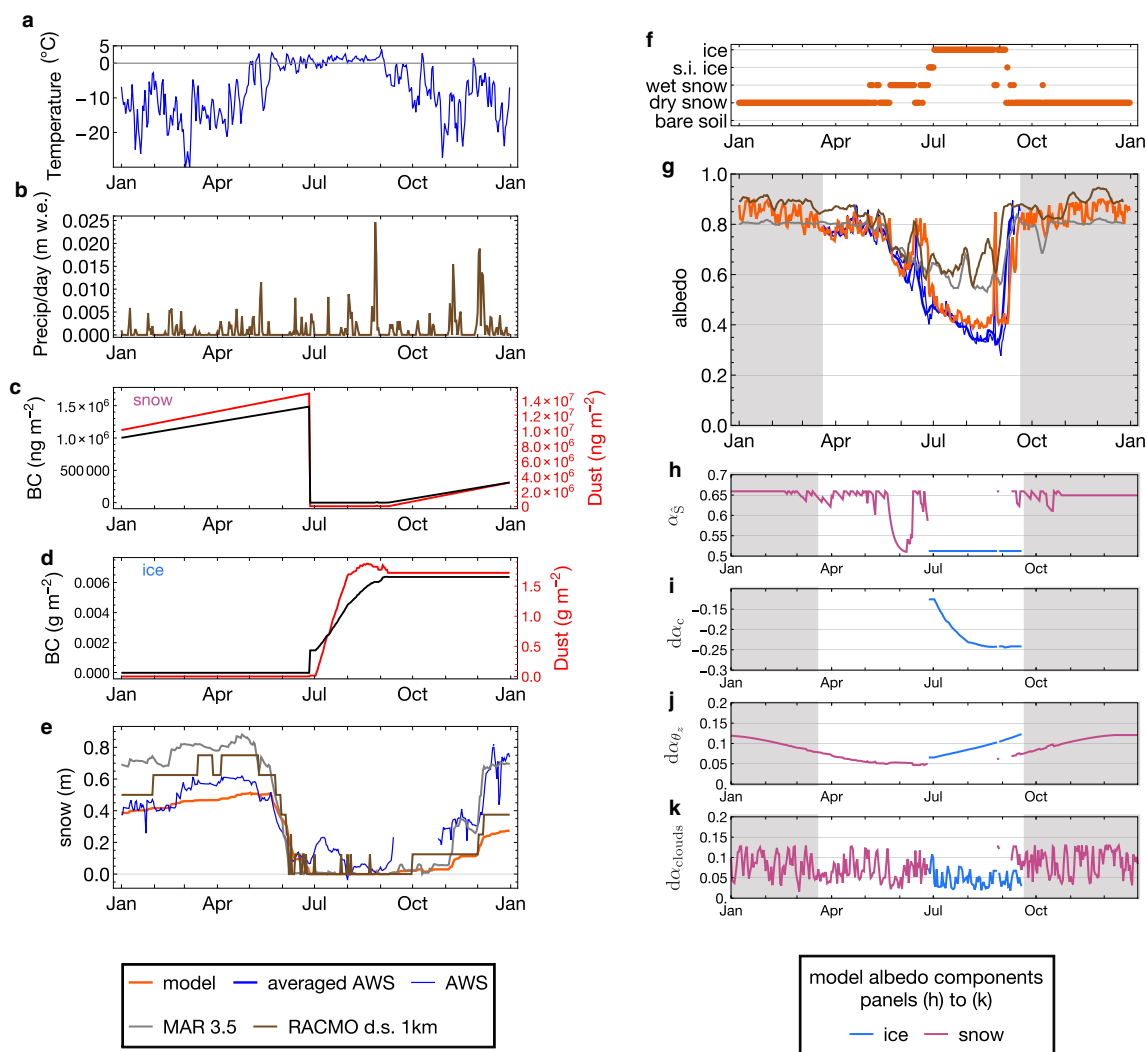 a
Temperature (°C)
5
0
−10
−20
Jan Apr Jul Oct Jan
b
Precip/day (m w.e.)
0.025
0.020
0.015
0.010
0.005
0.000
Jan Apr Jul Oct Jan
c
snow
BC (ng m⁻²)
1.5×10⁶
1.0×10⁶
500 000
0
Dust (ng m⁻²)
1.4×10⁷
1.2×10⁷
1.0×10⁷
8.0×10⁶
6.0×10⁶
4.0×10⁶
2.0×10⁶
0
Jan Apr Jul Oct Jan
d
ice
BC (g m⁻²)
0.006
0.004
0.002
0.000
Dust (g m⁻²)
1.5
1.0
0.5
0.0
Jan Apr Jul Oct Jan
e
snow (m)
0.8
0.6
0.4
0.2
0.0
Jan Apr Jul Oct Jan
model averaged AWS AWS
MAR 3.5 RACMO d.s. 1km
f
ice
s.i. ice
wet snow
dry snow
bare soil
Jan Apr Jul Oct Jan
g
albedo
1.0
0.8
0.6
0.4
0.2
0.0
Jan Apr Jul Oct Jan
h
αŜ
0.7
0.65
0.6
0.55
0.5
Jan Apr Jul Oct
i
dαc
−0.15
−0.2
−0.25
−0.3
Jan Apr Jul Oct
j
dαθz
0.2
0.15
0.1
0.05
0
Jan Apr Jul Oct
k
dαclouds
0.2
0.15
0.1
0.05
0.
Jan Apr Jul Oct
model albedo components
panels (h) to (k)
ice snow